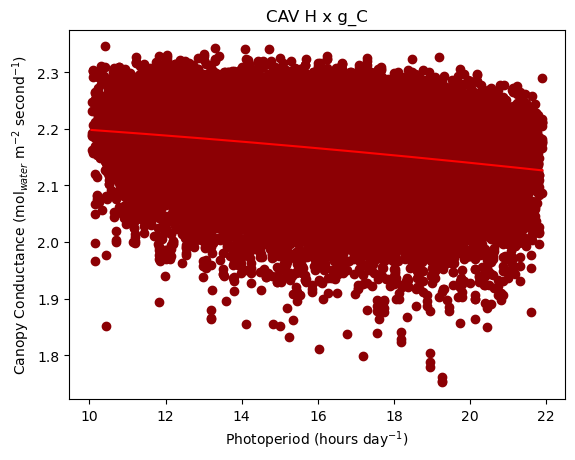 CAV H x g_C
Canopy Conductance (mol_{water} m^{-2} second^{-1})
2.3
2.2
2.1
2.0
1.9
1.8
10 12 14 16 18 20 22
Photoperiod (hours day^{-1})